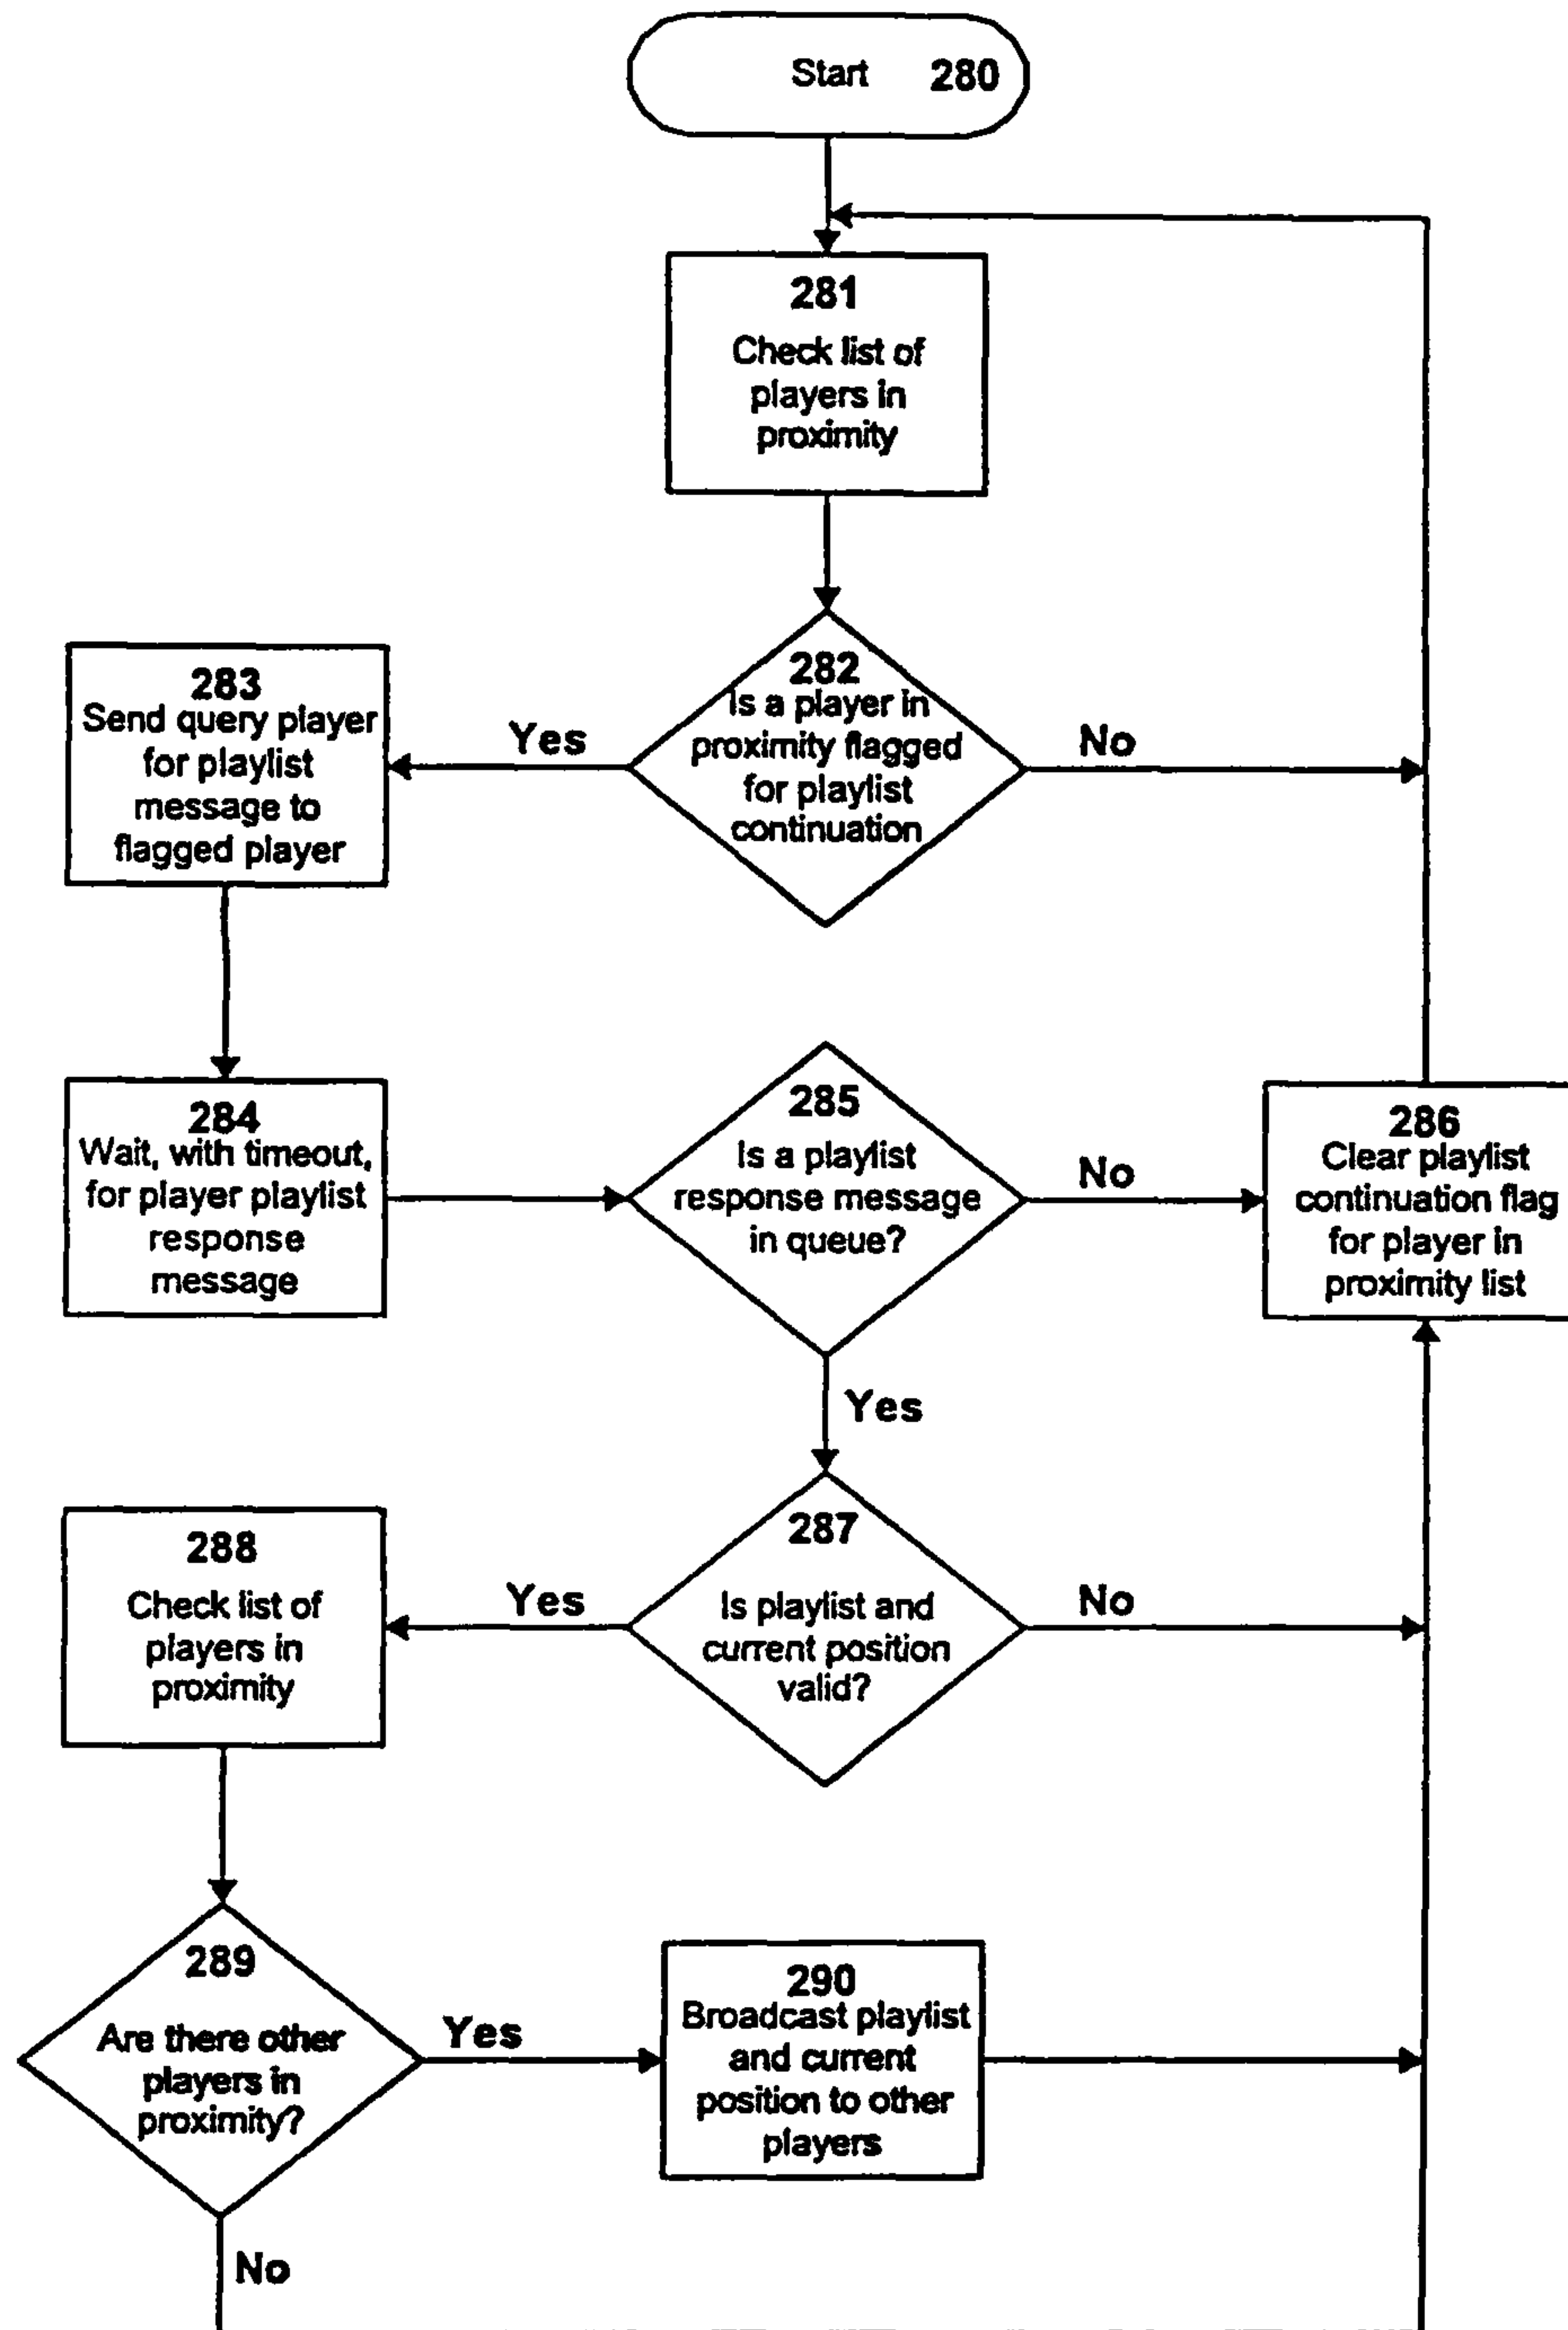 Start 280
281
Check list of
players in
proximity
282
Is a player in
proximity flagged
for playlist
continuation
Yes
No
283
Send query player
for playlist
message to
flagged player
284
Wait, with timeout,
for player playlist
response
message
285
Is a playlist
response message
in queue?
No
Yes
286
Clear playlist
continuation flag
for player in
proximity list
287
Is playlist and
current position
valid?
Yes
No
288
Check list of
players in
proximity
289
Are there other
players in
proximity?
Yes
No
290
Broadcast playlist
and current
position to other
players